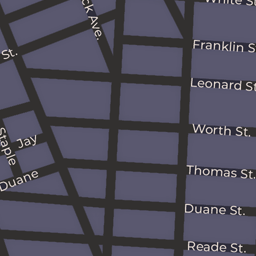 White St
ck Ave.
Franklin S
St.
Leonard St
Worth St.
Staple
Jay
Thomas St.
Duane
Duane St.
Reade St.